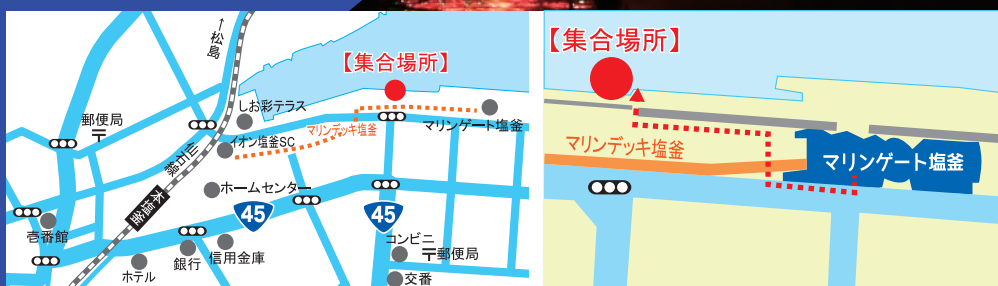 ↑松島
【集合場所】
しお彩テラス
郵便局
〒
マリンデッキ塩釜
マリンゲート塩釜
イオン塩釜SC
仙石線
本塩釜
ホームセンター
45
45
壱番館
コンビニ
〒郵便局
信用金庫
銀行
ホテル
交番
【集合場所】
マリンデッキ塩釜
マリンゲート塩釜